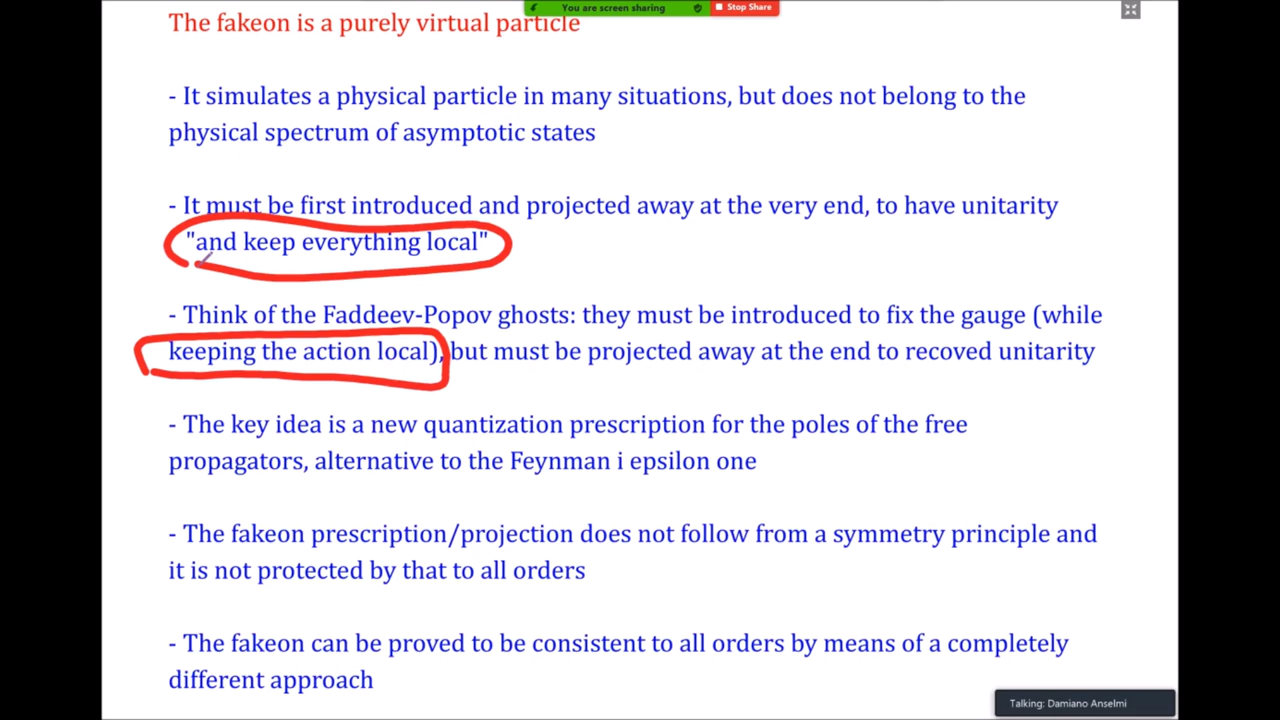 You are screen sharing
Stop Share
The fakeon is a purely virtual particle
- It simulates a physical particle in many situations, but does not belong to the
physical spectrum of asymptotic states
- It must be first introduced and projected away at the very end, to have unitarity
"and keep everything local"
- Think of the Faddeev-Popov ghosts: they must be introduced to fix the gauge (while
keeping the action local), but must be projected away at the end to recoved unitarity
- The key idea is a new quantization prescription for the poles of the free
propagators, alternative to the Feynman i epsilon one
- The fakeon prescription/projection does not follow from a symmetry principle and
it is not protected by that to all orders
- The fakeon can be proved to be consistent to all orders by means of a completely
different approach
Talking: Damiano Anselmi